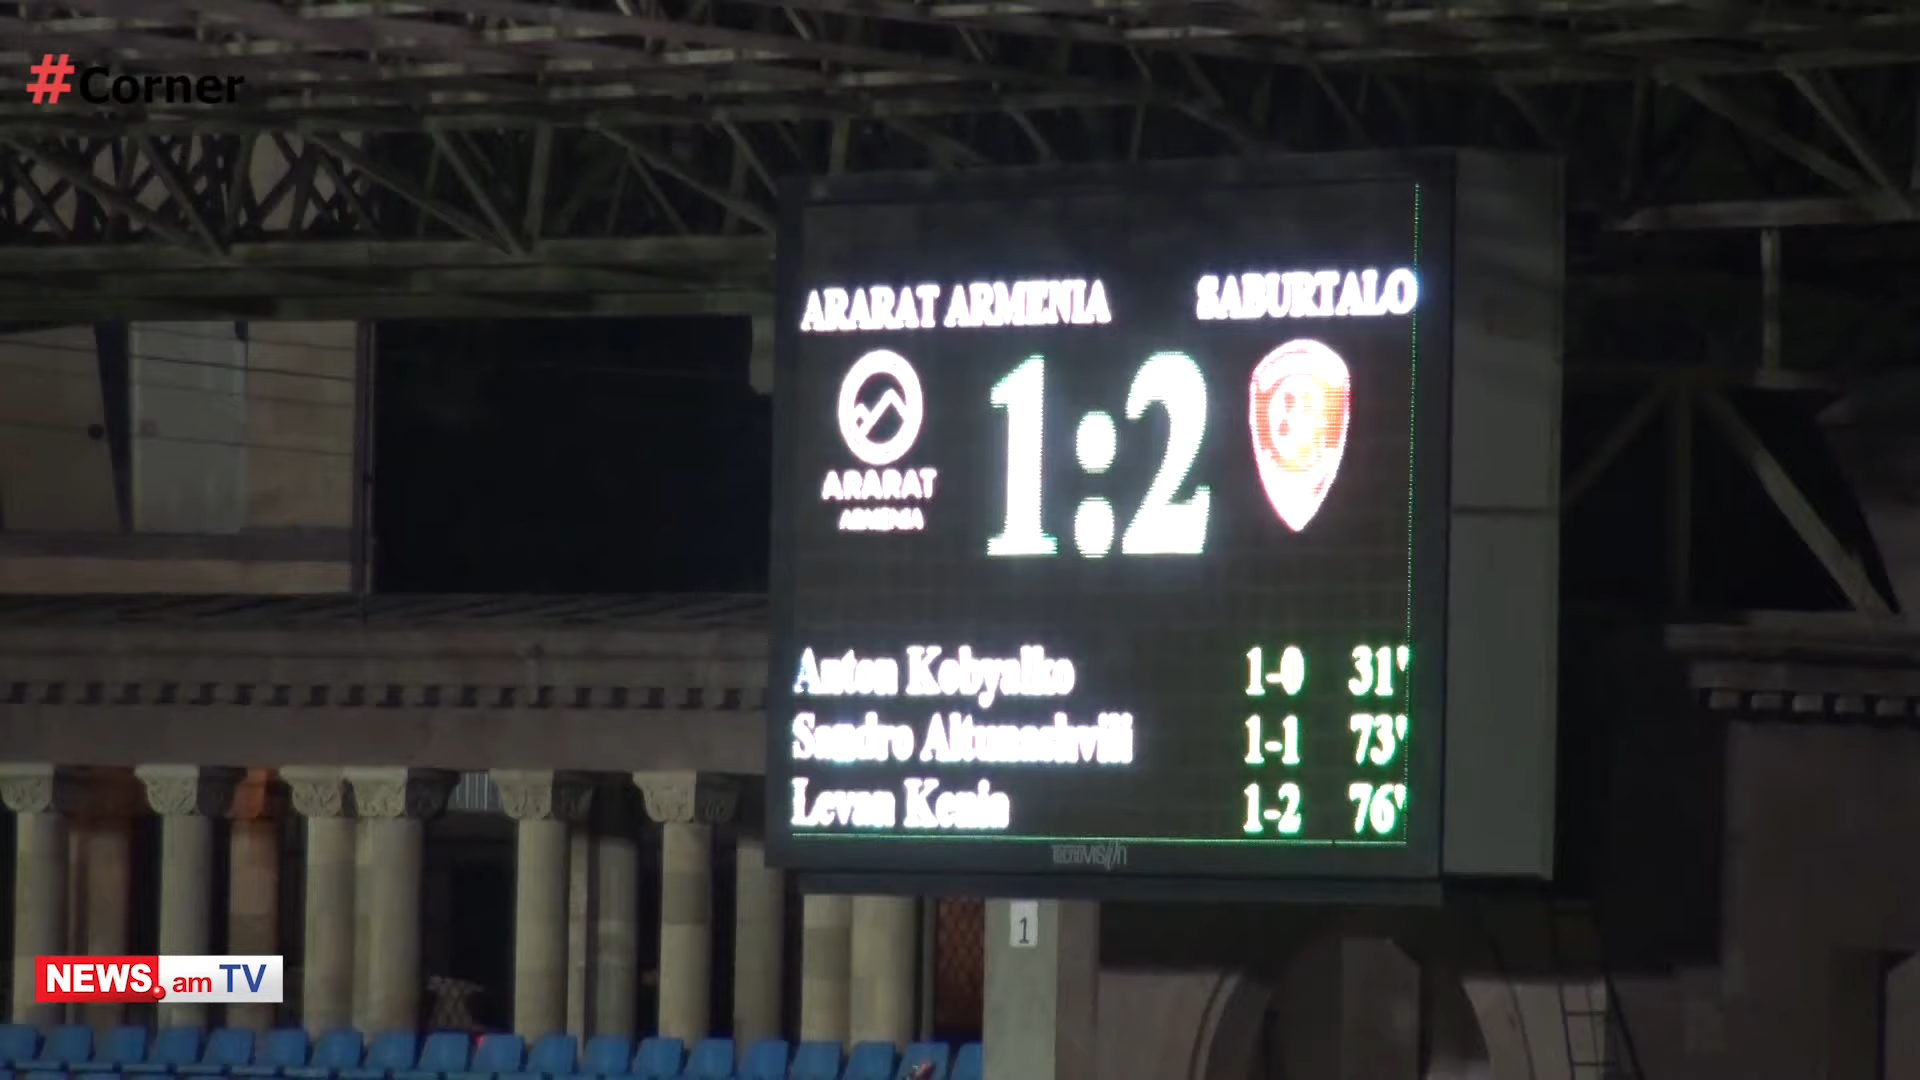 #Corner
ARARAT ARMENIA SABURTALO
1:2
ARARAT
ARMENIA
Anton Kobyalko 1-0 31'
Sandro Altunashvili 1-1 73'
Levan Kenia 1-2 76'
TECNOVISION
1
NEWS.am TV